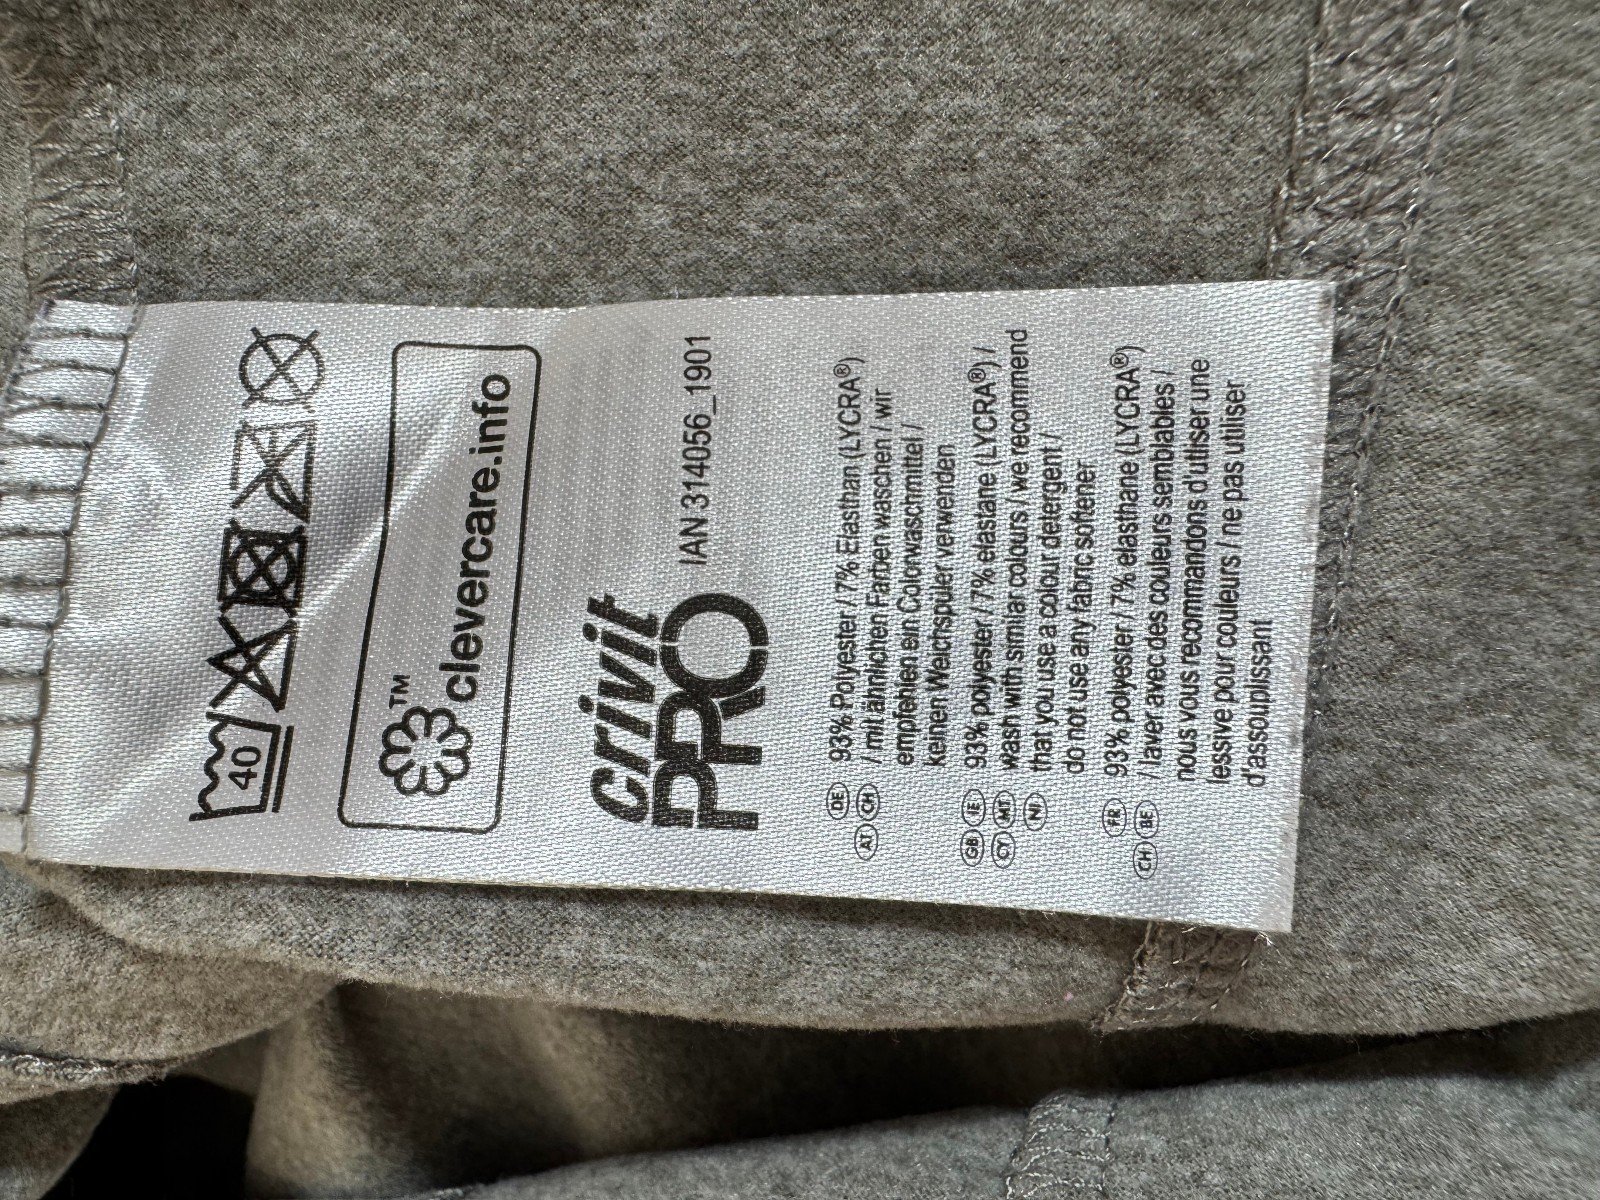 40
TM
clevercare.info
crivit
PRO
IAN 314056_1901
DE AT CH
93% Polyester / 7% Elasthan (LYCRA®)
/ mit ähnlichen Farben waschen / wir
empfehlen ein Colorwaschmittel /
keinen Weichspüler verwenden
GB IE CY MT NI
93% polyester / 7% elastane (LYCRA®) /
wash with similar colours / we recommend
that you use a colour detergent /
do not use any fabric softener
FR CH BE
93% polyester / 7% élasthane (LYCRA®)
/ laver avec des couleurs semblables /
nous vous recommandons d'utiliser une
lessive pour couleurs / ne pas utiliser
d'assouplissant